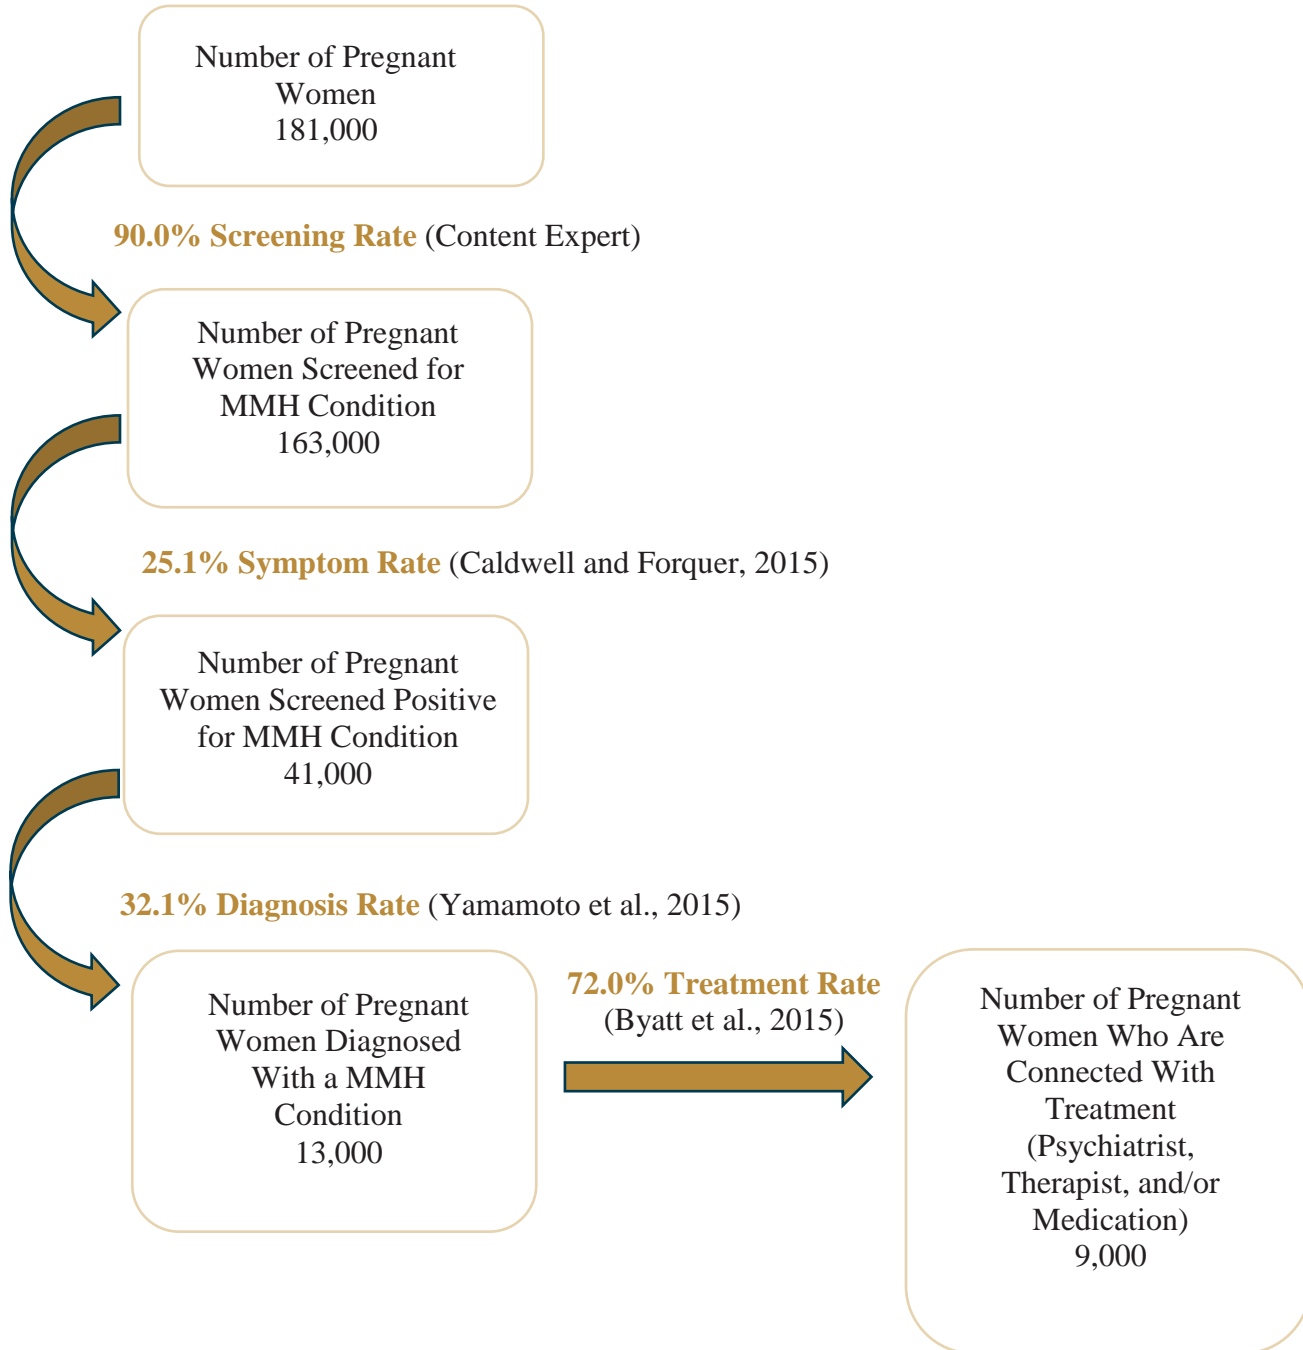 Number of Pregnant
Women
181,000
90.0% Screening Rate (Content Expert)
Number of Pregnant
Women Screened for
MMH Condition
163,000
25.1% Symptom Rate (Caldwell and Forquer, 2015)
Number of Pregnant
Women Screened Positive
for MMH Condition
41,000
32.1% Diagnosis Rate (Yamamoto et al., 2015)
Number of Pregnant
Women Diagnosed
With a MMH
Condition
13,000
72.0% Treatment Rate
(Byatt et al., 2015)
Number of Pregnant
Women Who Are
Connected With
Treatment
(Psychiatrist,
Therapist, and/or
Medication)
9,000